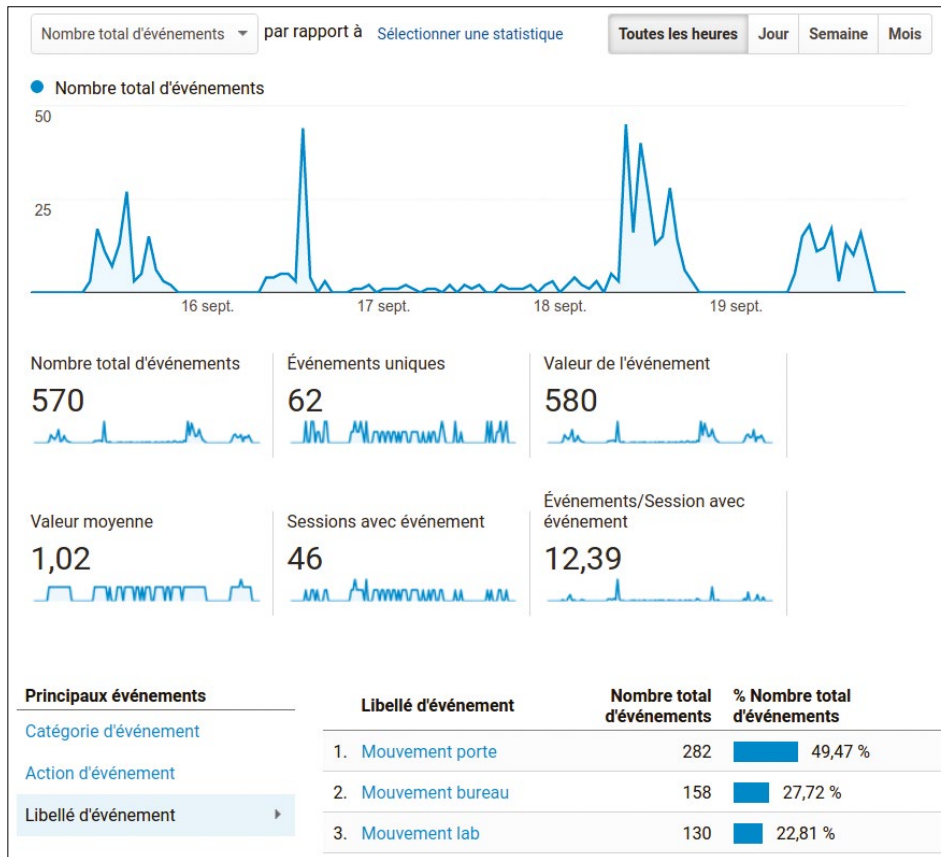 Nombre total d'événements par rapport à Sélectionner une statistique Toutes les heures Jour Semaine Mois
Nombre total d'événements
50
25
16 sept. 17 sept. 18 sept. 19 sept.
Nombre total d'événements Événements uniques Valeur de l'événement
570 62 580
Événements/Session avec
Valeur moyenne Sessions avec événement événement
1,02 46 12,39
Principaux événements Nombre total % Nombre total
Libellé d'événement d'événements d'événements
Catégorie d'événement
1. Mouvement porte 282 49,47 %
Action d'événement
2. Mouvement bureau 158 27,72 %
Libellé d'événement
3. Mouvement lab 130 22,81 %